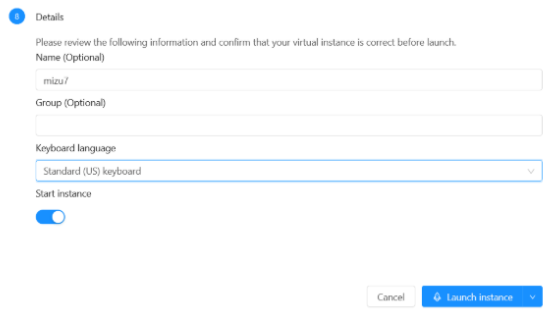 8 Details
Please review the following information and confirm that your virtual instance is correct before launch.
Name (Optional)
mizu7
Group (Optional)
Keyboard language
Standard (US) keyboard
Start instance
Cancel
Launch instance